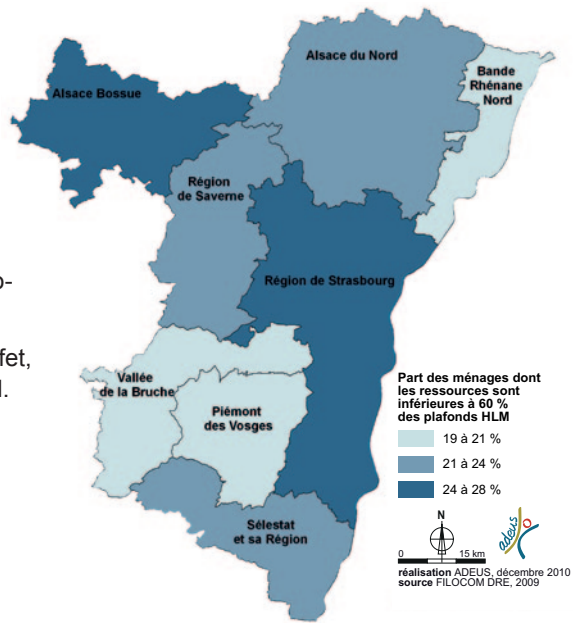 Alsace du Nord
Bande
Rhénane
Nord
Alsace Bossue
Région
de Saverne
Région de Strasbourg
Vallée
de la Bruche
Piémont
des Vosges
Sélestat
et sa Région
fet,
Part des ménages dont
les ressources sont
inférieures à 60 %
des plafonds HLM
19 à 21 %
21 à 24 %
24 à 28 %
N
0 15 km
adeus
réalisation ADEUS, décembre 2010
source FILOCOM DRE, 2009